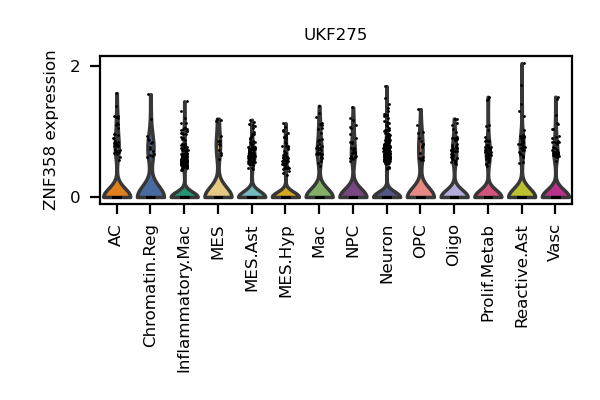 UKF275
ZNF358 expression
2
0
AC
Chromatin.Reg
Inflammatory.Mac
MES
MES.Ast
MES.Hyp
Mac
NPC
Neuron
OPC
Oligo
Prolif.Metab
Reactive.Ast
Vasc